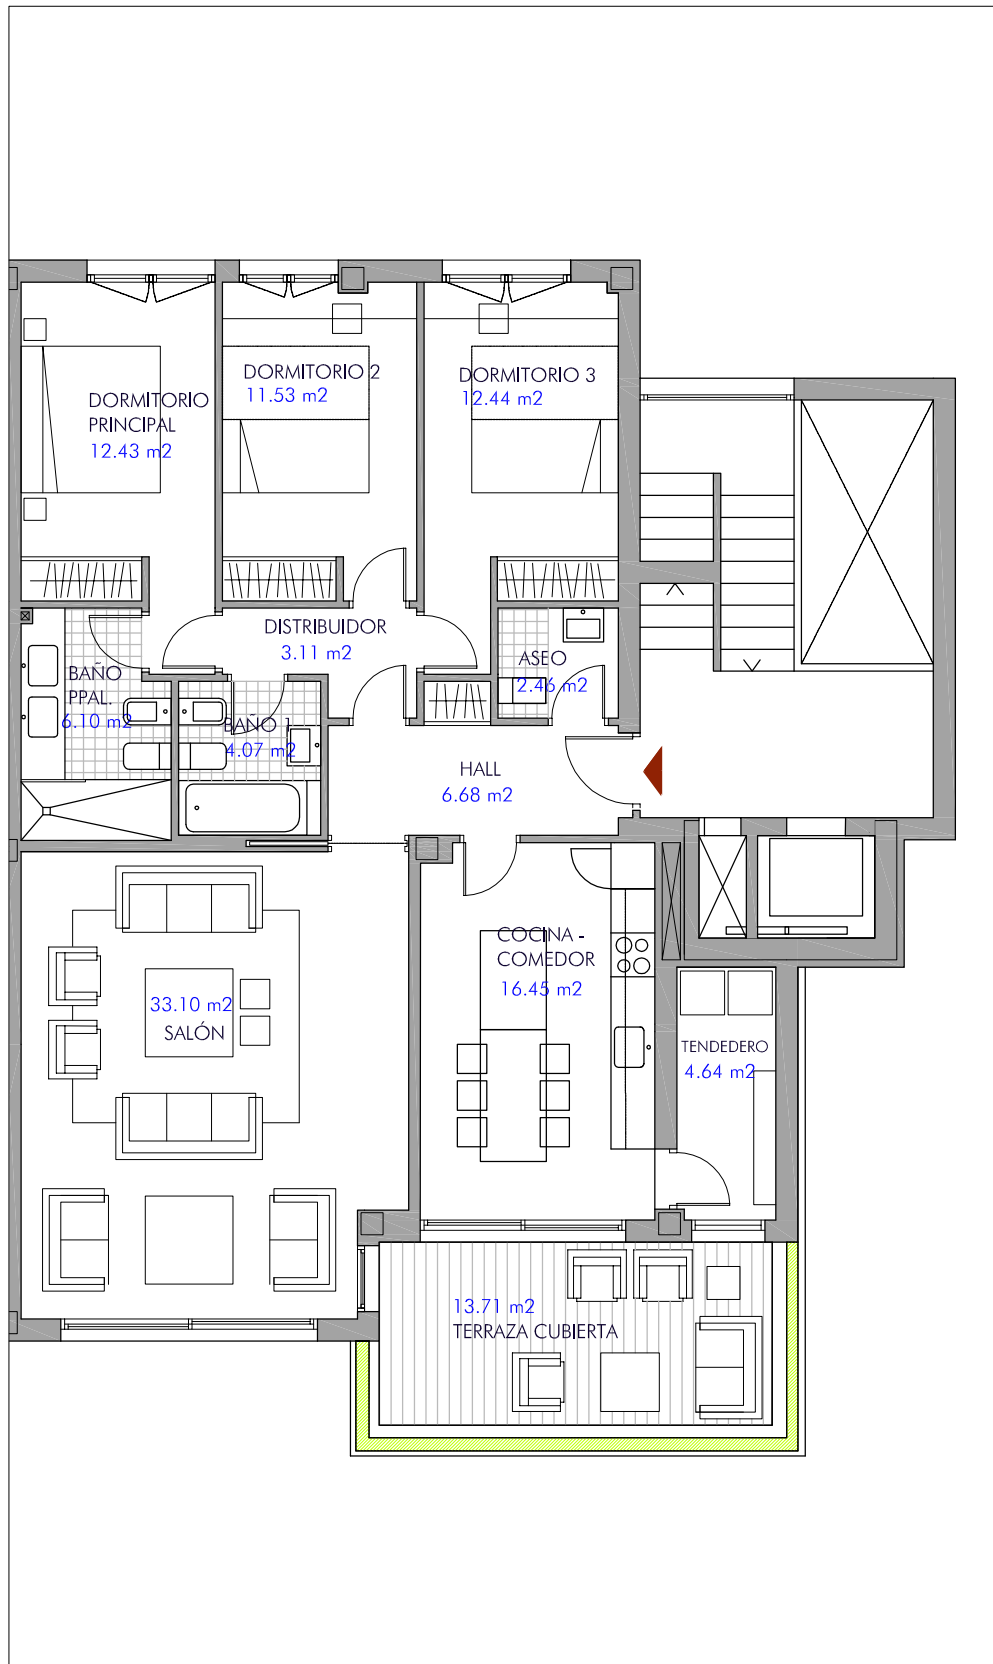 DORMITORIO
PRINCIPAL
12.43 m2
DORMITORIO 2
11.53 m2
DORMITORIO 3
12.44 m2
DISTRIBUIDOR
3.11 m2
ASEO
2.46 m2
BAÑO
PPAL.
6.10 m2
BAÑO 1
4.07 m2
HALL
6.68 m2
COCINA -
COMEDOR
16.45 m2
33.10 m2
SALÓN
TENDEDERO
4.64 m2
13.71 m2
TERRAZA CUBIERTA